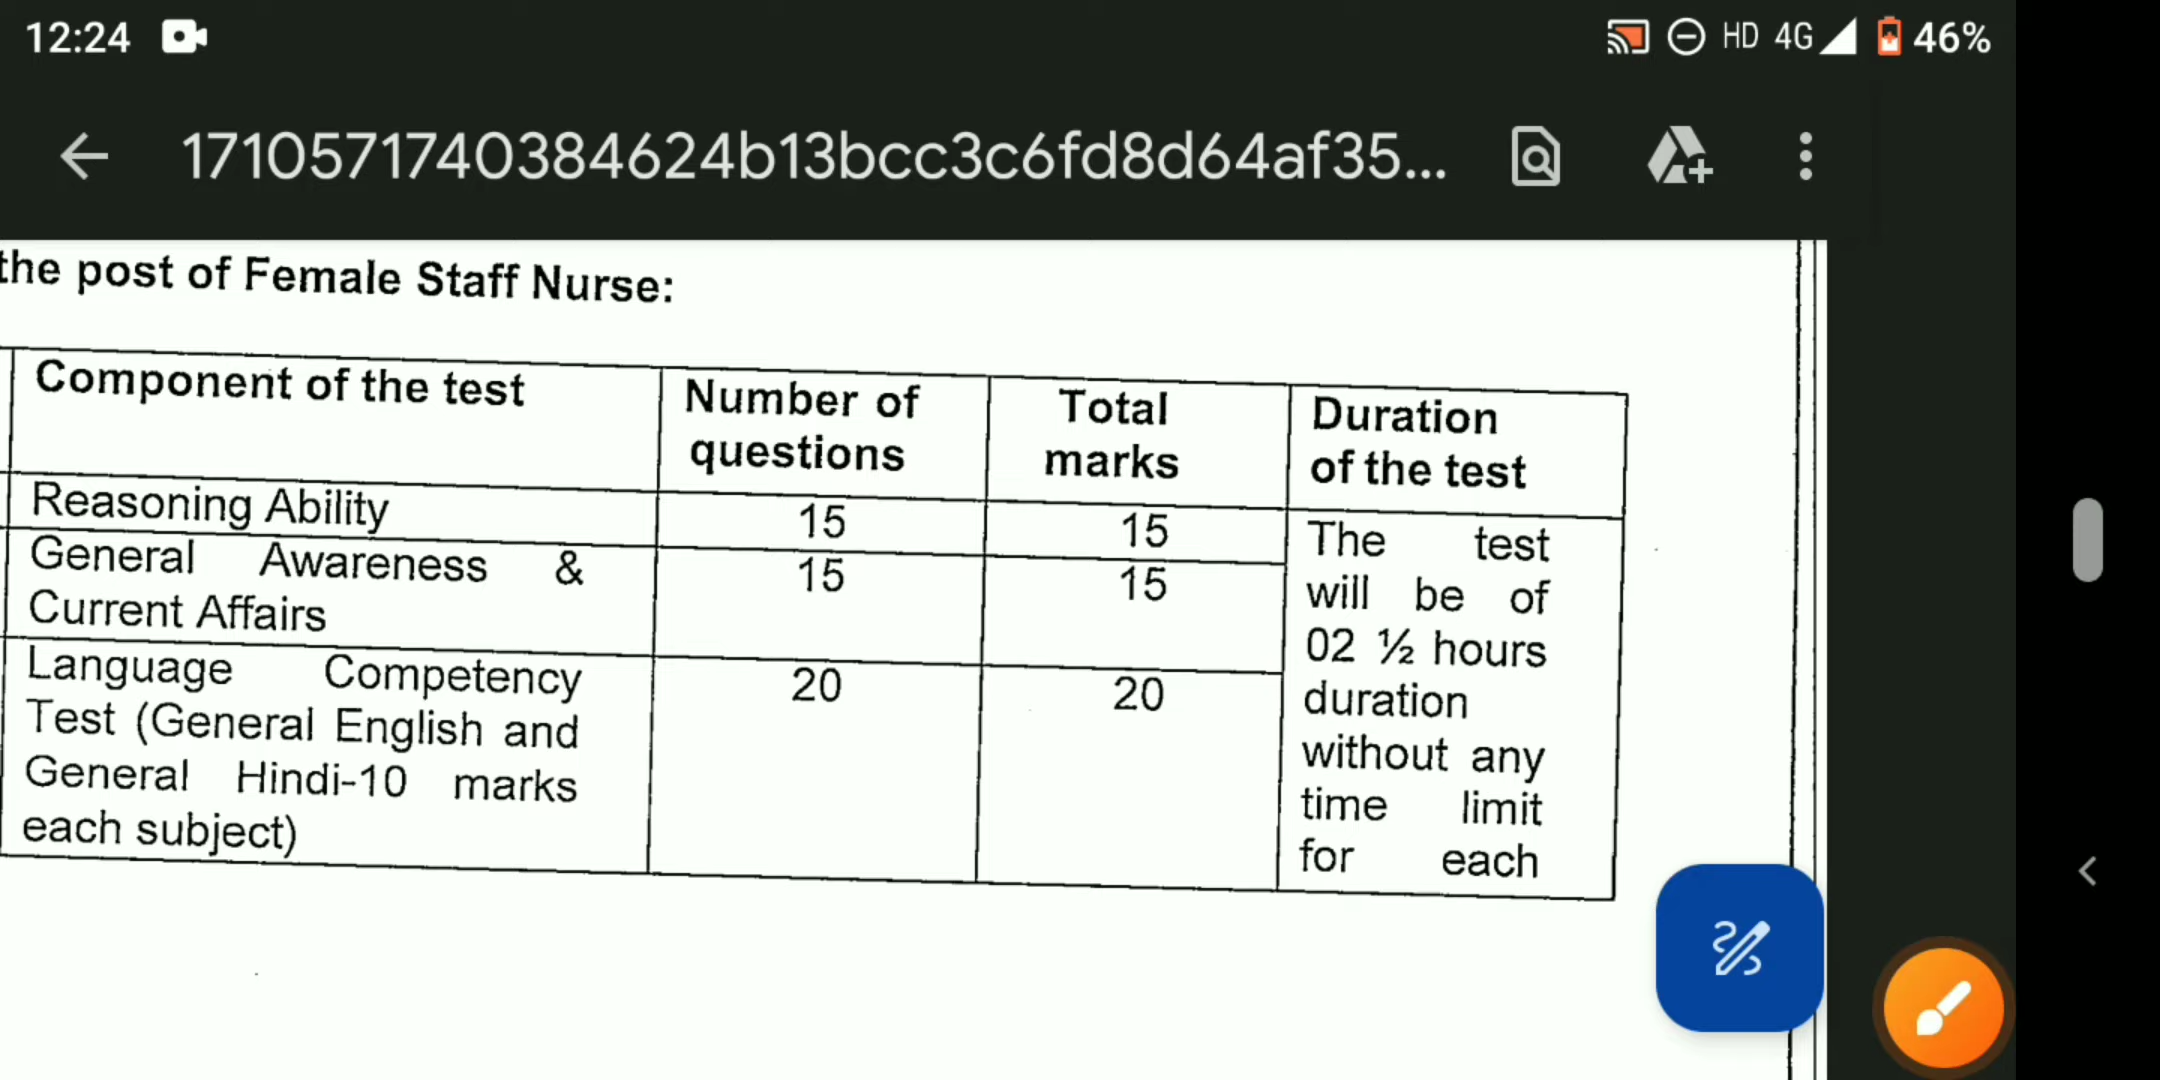 12:24 HD 4G 46%
1710571740384624b13bcc3c6fd8d64af35...
the post of Female Staff Nurse:
Component of the test
Number of
questions
Total
marks
Duration
of the test
Reasoning Ability
15
15
General Awareness &
Current Affairs
15
15
Language Competency
Test (General English and
General Hindi-10 marks
each subject)
20
20
The test
will be of
02 ½ hours
duration
without any
time limit
for each